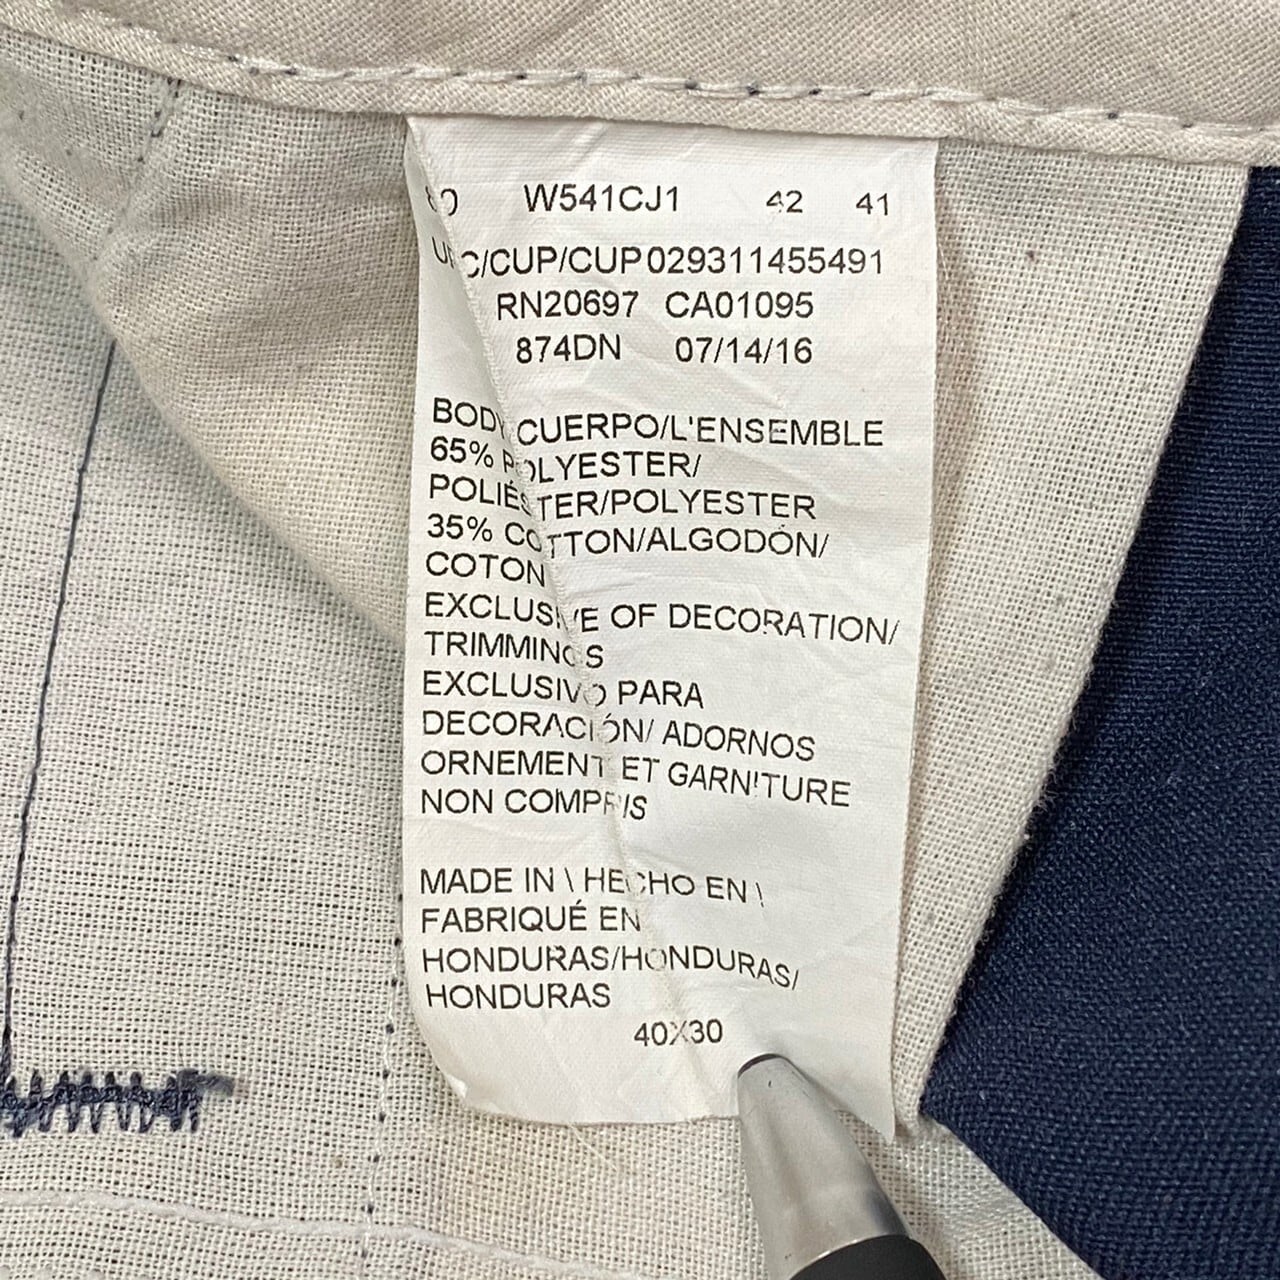 80 W541CJ1 42 41
UPC/CUP/CUP 029311455491
RN20697 CA01095
874DN 07/14/16
BODY/CUERPO/L'ENSEMBLE
65% POLYESTER/
POLIÉSTER/POLYESTER
35% COTTON/ALGODÓN/
COTON
EXCLUSIVE OF DECORATION/
TRIMMINGS
EXCLUSIVO PARA
DECORACIÓN/ ADORNOS
ORNEMENT ET GARNITURE
NON COMPRIS
MADE IN \ HECHO EN \
FABRIQUÉ EN
HONDURAS/HONDURAS/
HONDURAS
40X30